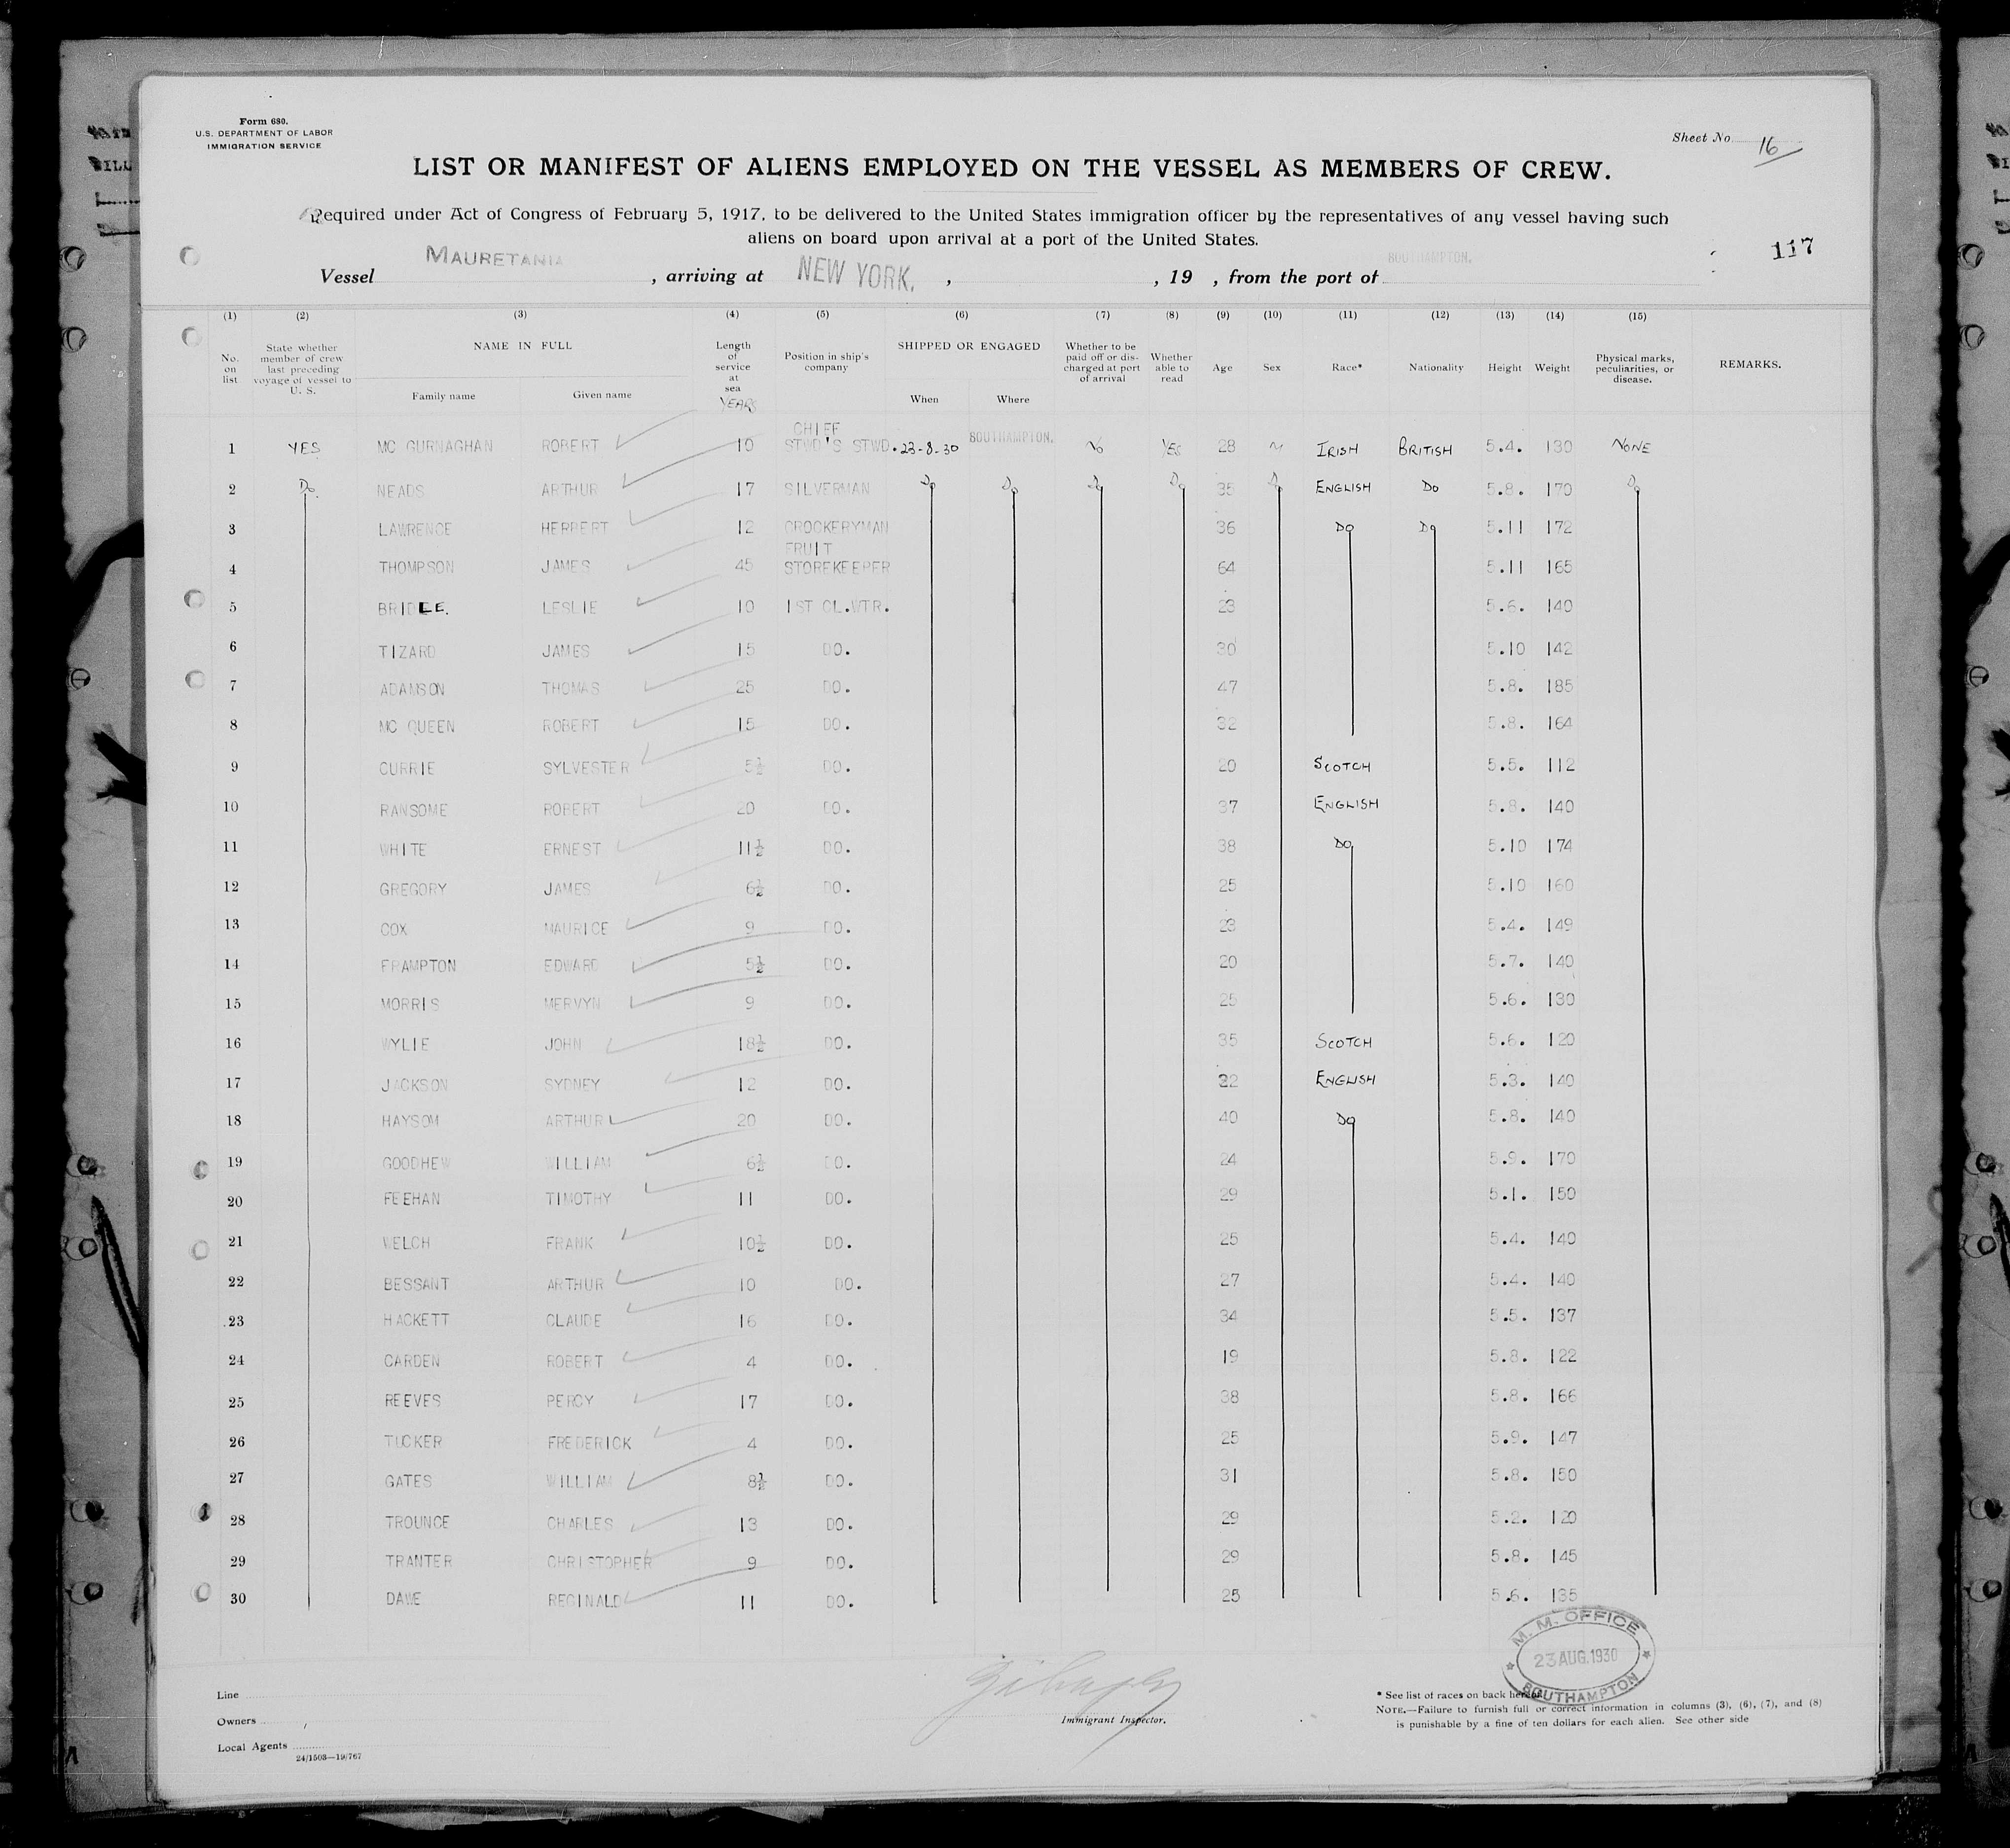 Form 680.
U.S. DEPARTMENT OF LABOR
IMMIGRATION SERVICE
Sheet No. 16
LIST OR MANIFEST OF ALIENS EMPLOYED ON THE VESSEL AS MEMBERS OF CREW.
Required under Act of Congress of February 5, 1917, to be delivered to the United States immigration officer by the representatives of any vessel having such
aliens on board upon arrival at a port of the United States.
117
Vessel MAURETANIA, arriving at NEW YORK, , 19 , from the port of SOUTHAMPTON.
(1) (2) (3) (4) (5) (6) (7) (8) (9) (10) (11) (12) (13) (14) (15)
No. on list State whether member of crew last preceding voyage of vessel to U. S. NAME IN FULL Family name Given name Length of service at sea YEARS Position in ship's company SHIPPED OR ENGAGED When Where Whether to be paid off or discharged at port of arrival Whether able to read Age Sex Race* Nationality Height Weight Physical marks, peculiarities, or disease. REMARKS.
1 YES MC GURNAGHAN ROBERT 10 CHIEF STWD'S STWD. 23-8-30 SOUTHAMPTON. No YES 28 M IRISH BRITISH 5.4. 130 NONE
2 Do. NEADS ARTHUR 17 SILVERMAN Do Do Do Do 35 Do ENGLISH Do 5.8. 170 Do
3 LAWRENCE HERBERT 12 CROCKERYMAN 36 Do Do 5.11 172
4 THOMPSON JAMES 45 FRUIT STOREKEEPER 64 5.11 165
5 BRIDLE. LESLIE 10 1ST CL.WTR. 23 5.6. 140
6 TIZARD JAMES 15 DO. 30 5.10 142
7 ADAMSON THOMAS 25 DO. 47 5.8. 185
8 MC QUEEN ROBERT 15 DO. 32 5.8. 164
9 CURRIE SYLVESTER 5½ DO. 20 SCOTCH 5.5. 112
10 RANSOME ROBERT 20 DO. 37 ENGLISH 5.8. 140
11 WHITE ERNEST 11½ DO. 38 Do 5.10 174
12 GREGORY JAMES 6½ DO. 25 5.10 160
13 COX MAURICE 9 DO. 23 5.4. 149
14 FRAMPTON EDWARD 5½ DO. 20 5.7. 140
15 MORRIS MERVYN 9 DO. 25 5.6. 130
16 WYLIE JOHN 18½ DO. 35 SCOTCH 5.6. 120
17 JACKSON SYDNEY 12 DO. 32 ENGLISH 5.3. 140
18 HAYSOM ARTHUR 20 DO. 40 Do 5.8. 140
19 GOODHEW WILLIAM 6½ DO. 24 5.9. 170
20 FEEHAN TIMOTHY 11 DO. 29 5.1. 150
21 WELCH FRANK 10½ DO. 25 5.4. 140
22 BESSANT ARTHUR 10 DO. 27 5.4. 140
23 HACKETT CLAUDE 16 DO. 34 5.5. 137
24 CARDEN ROBERT 4 DO. 19 5.8. 122
25 REEVES PERCY 17 DO. 38 5.8. 166
26 TUCKER FREDERICK 4 DO. 25 5.9. 147
27 GATES WILLIAM 8½ DO. 31 5.8. 150
28 TROUNCE CHARLES 13 DO. 29 5.2. 120
29 TRANTER CHRISTOPHER 9 DO. 29 5.8. 145
30 DAWE REGINALD 11 DO. 25 5.6. 135
M. M. OFFICE
23 AUG.1930
SOUTHAMPTON
Line
Owners
Local Agents
24/1503—19/767
Immigrant Inspector.
* See list of races on back hereof.
NOTE.—Failure to furnish full or correct information in columns (3), (6), (7), and (8)
is punishable by a fine of ten dollars for each alien. See other side